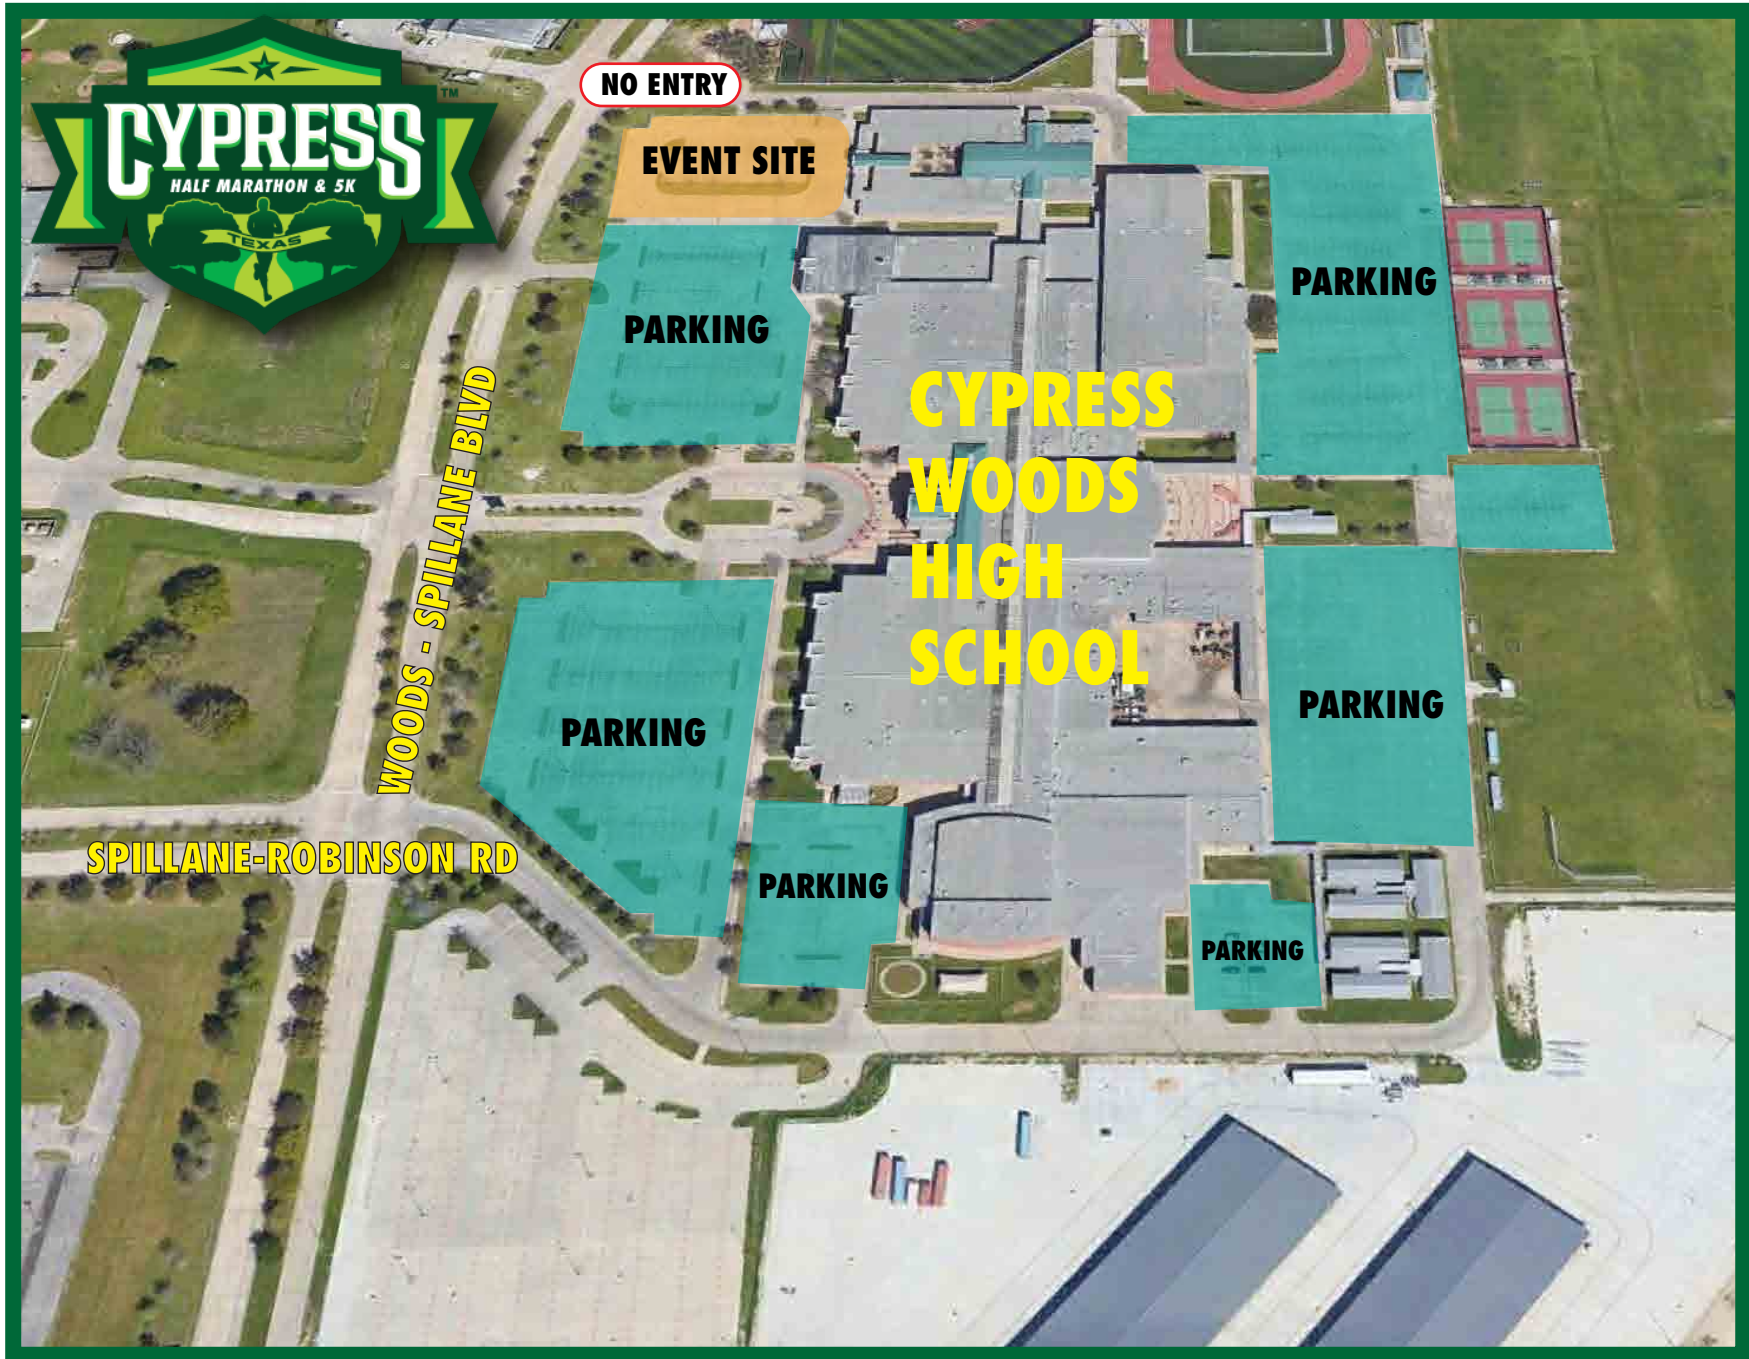 CYPRESS
TM
HALF MARATHON & 5K
TEXAS
NO ENTRY
EVENT SITE
PARKING
PARKING
CYPRESS
WOODS
HIGH
SCHOOL
WOODS - SPILLANE BLVD
PARKING
PARKING
SPILLANE-ROBINSON RD
PARKING
PARKING